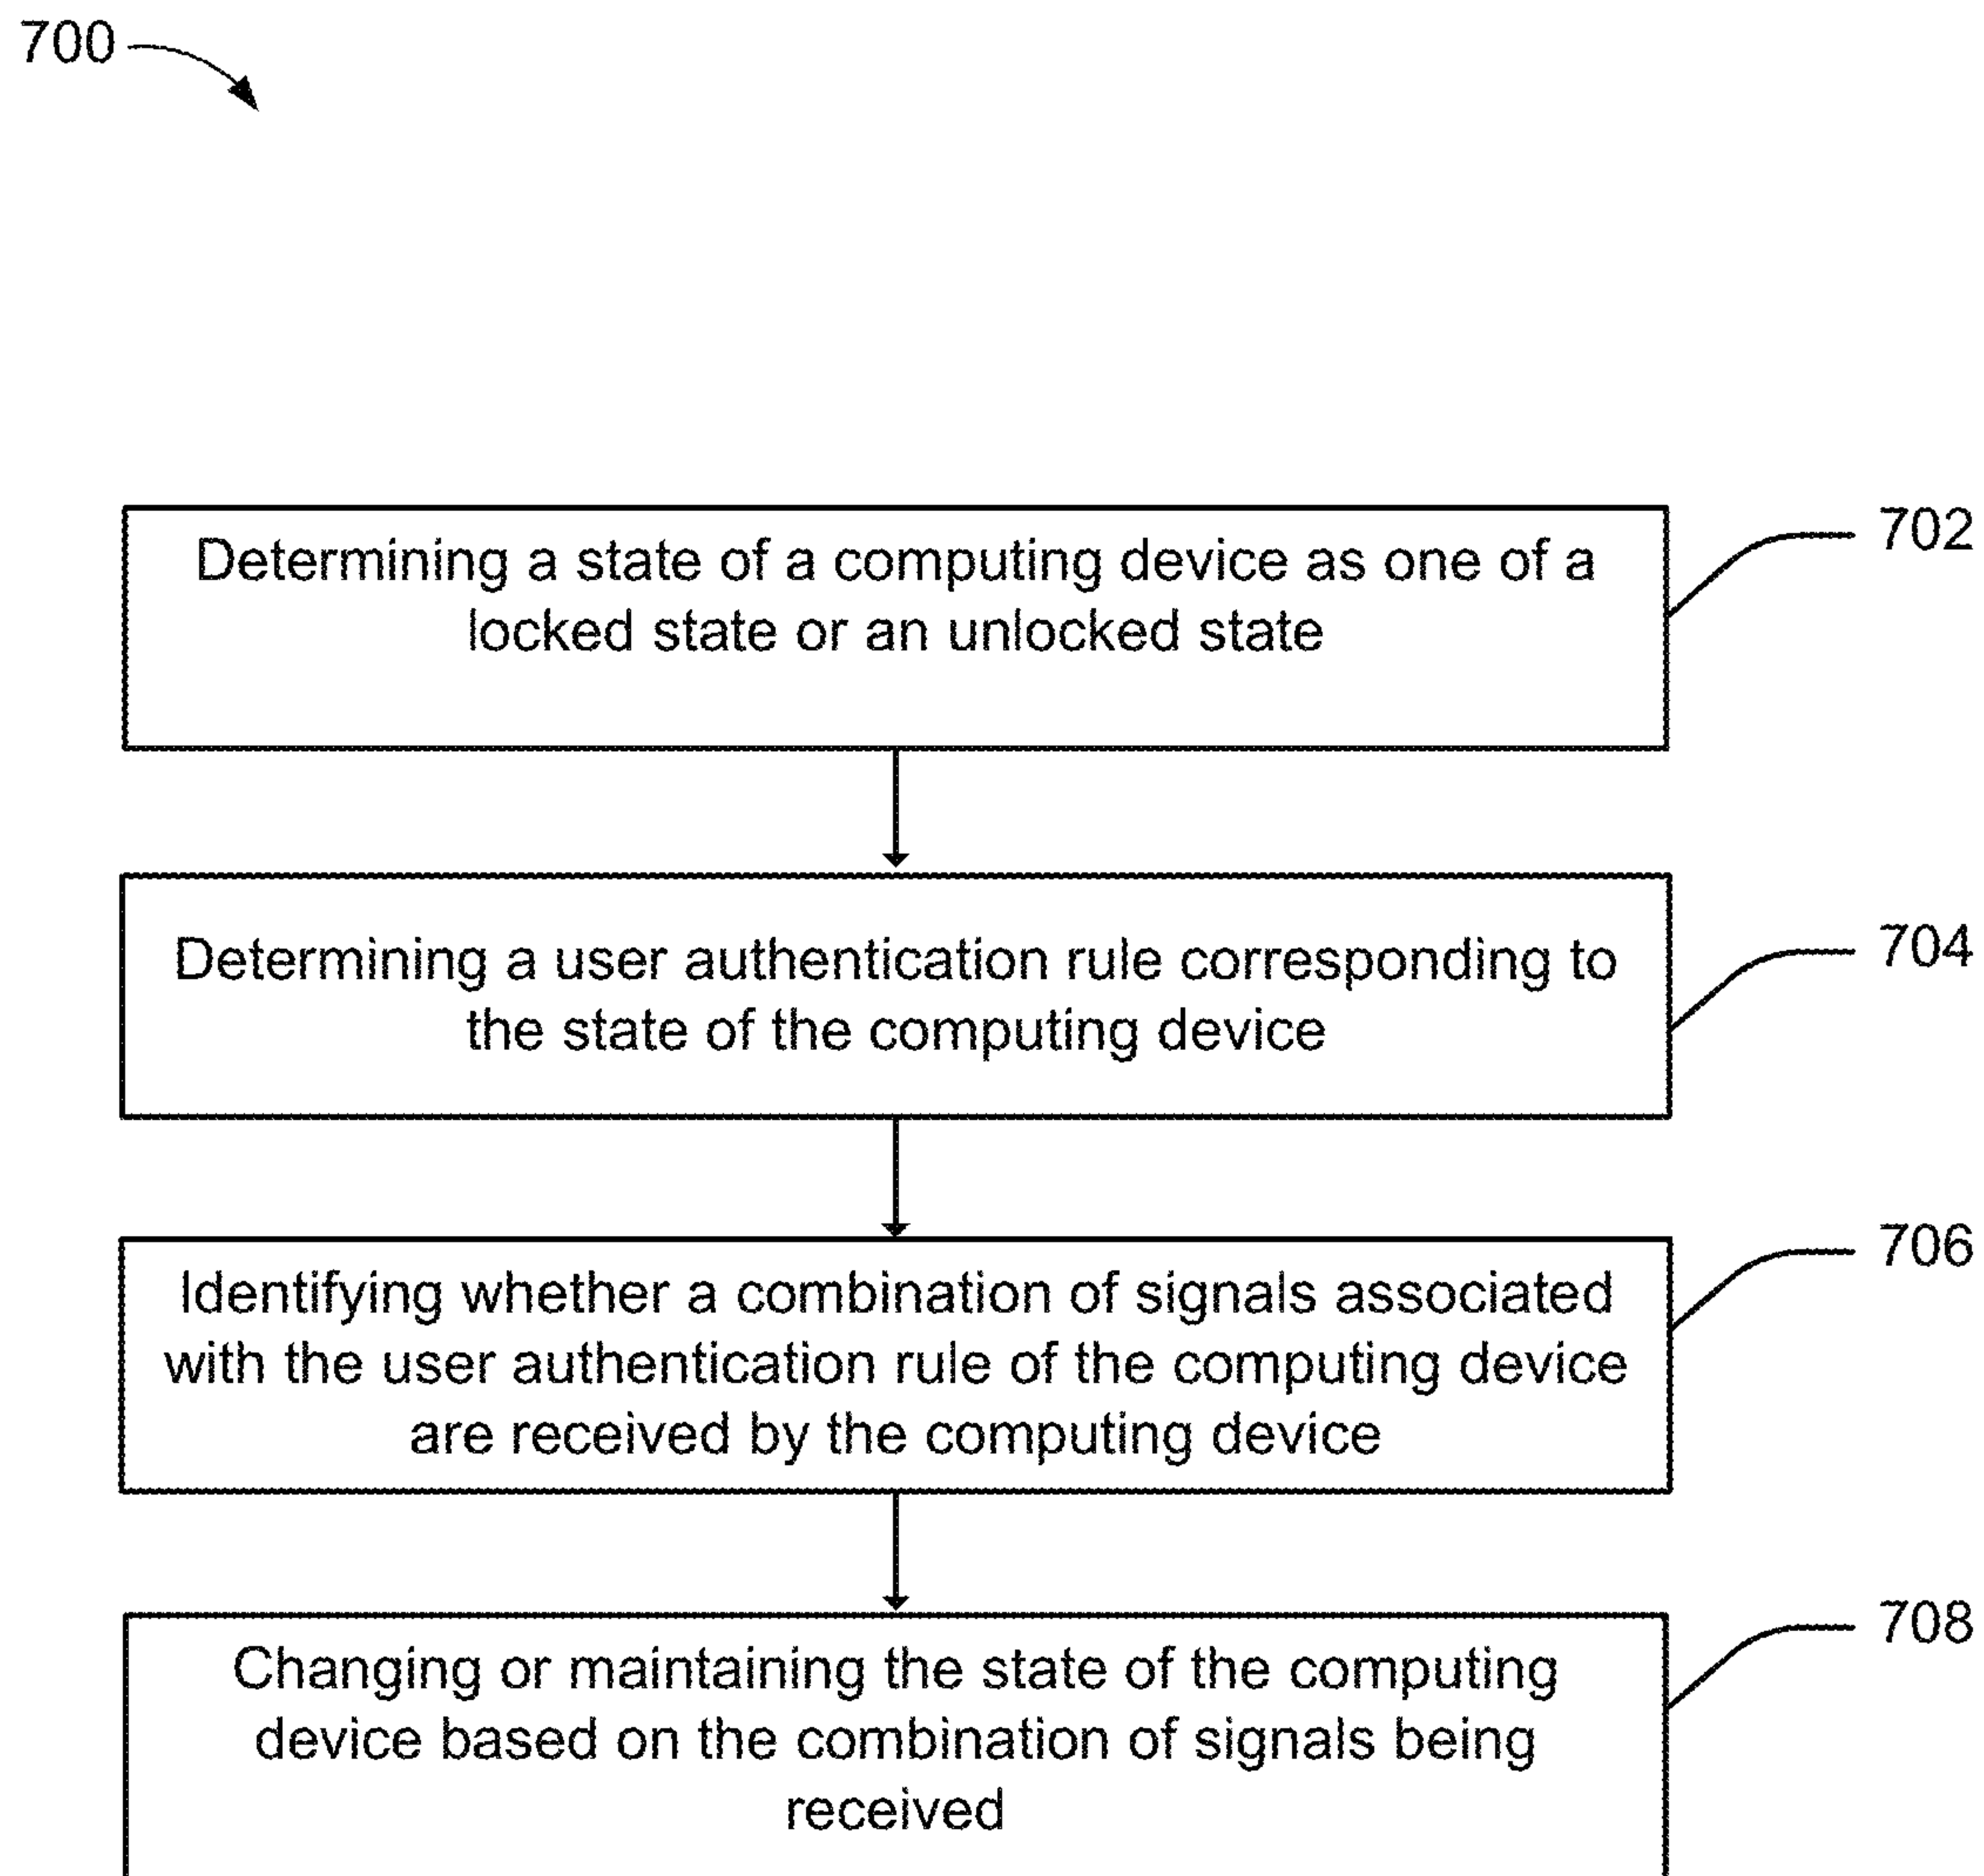 700
702
Determining a state of a computing device as one of a
locked state or an unlocked state
704
Determining a user authentication rule corresponding to
the state of the computing device
706
Identifying whether a combination of signals associated
with the user authentication rule of the computing device
are received by the computing device
708
Changing or maintaining the state of the computing
device based on the combination of signals being
received